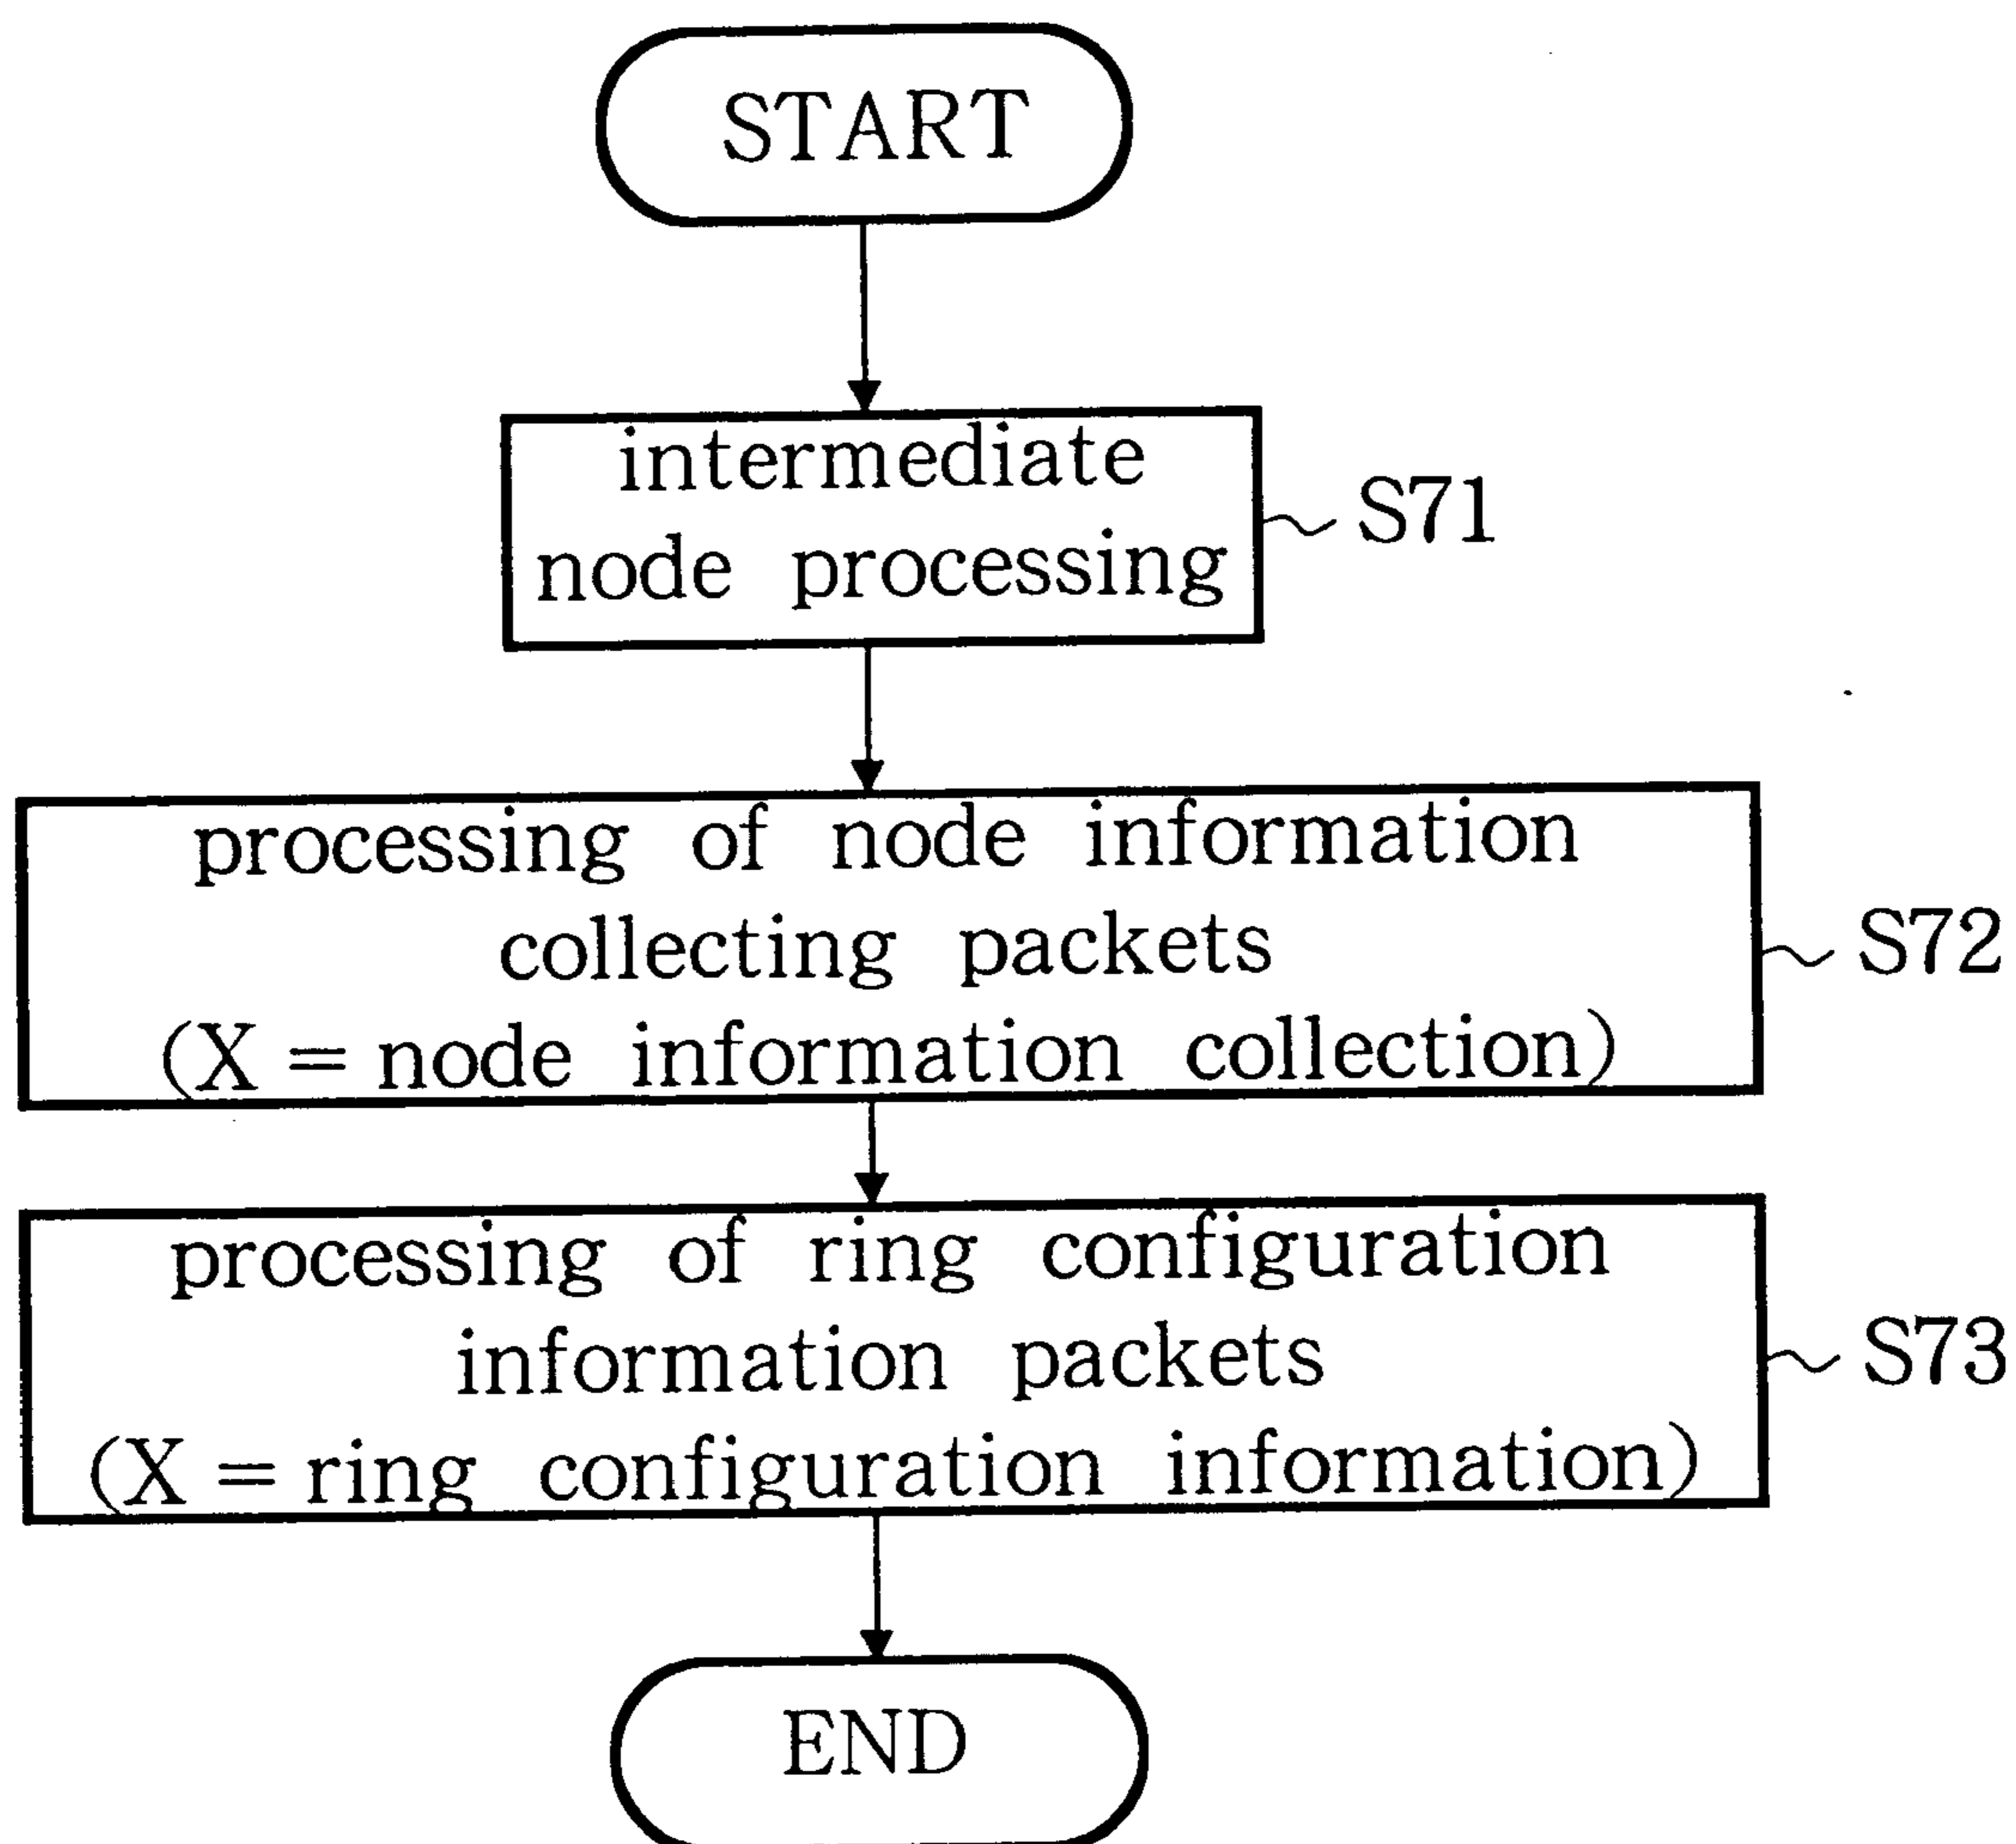 START
intermediate
node processing
S71
processing of node information
collecting packets
(X = node information collection)
S72
processing of ring configuration
information packets
(X = ring configuration information)
S73
END